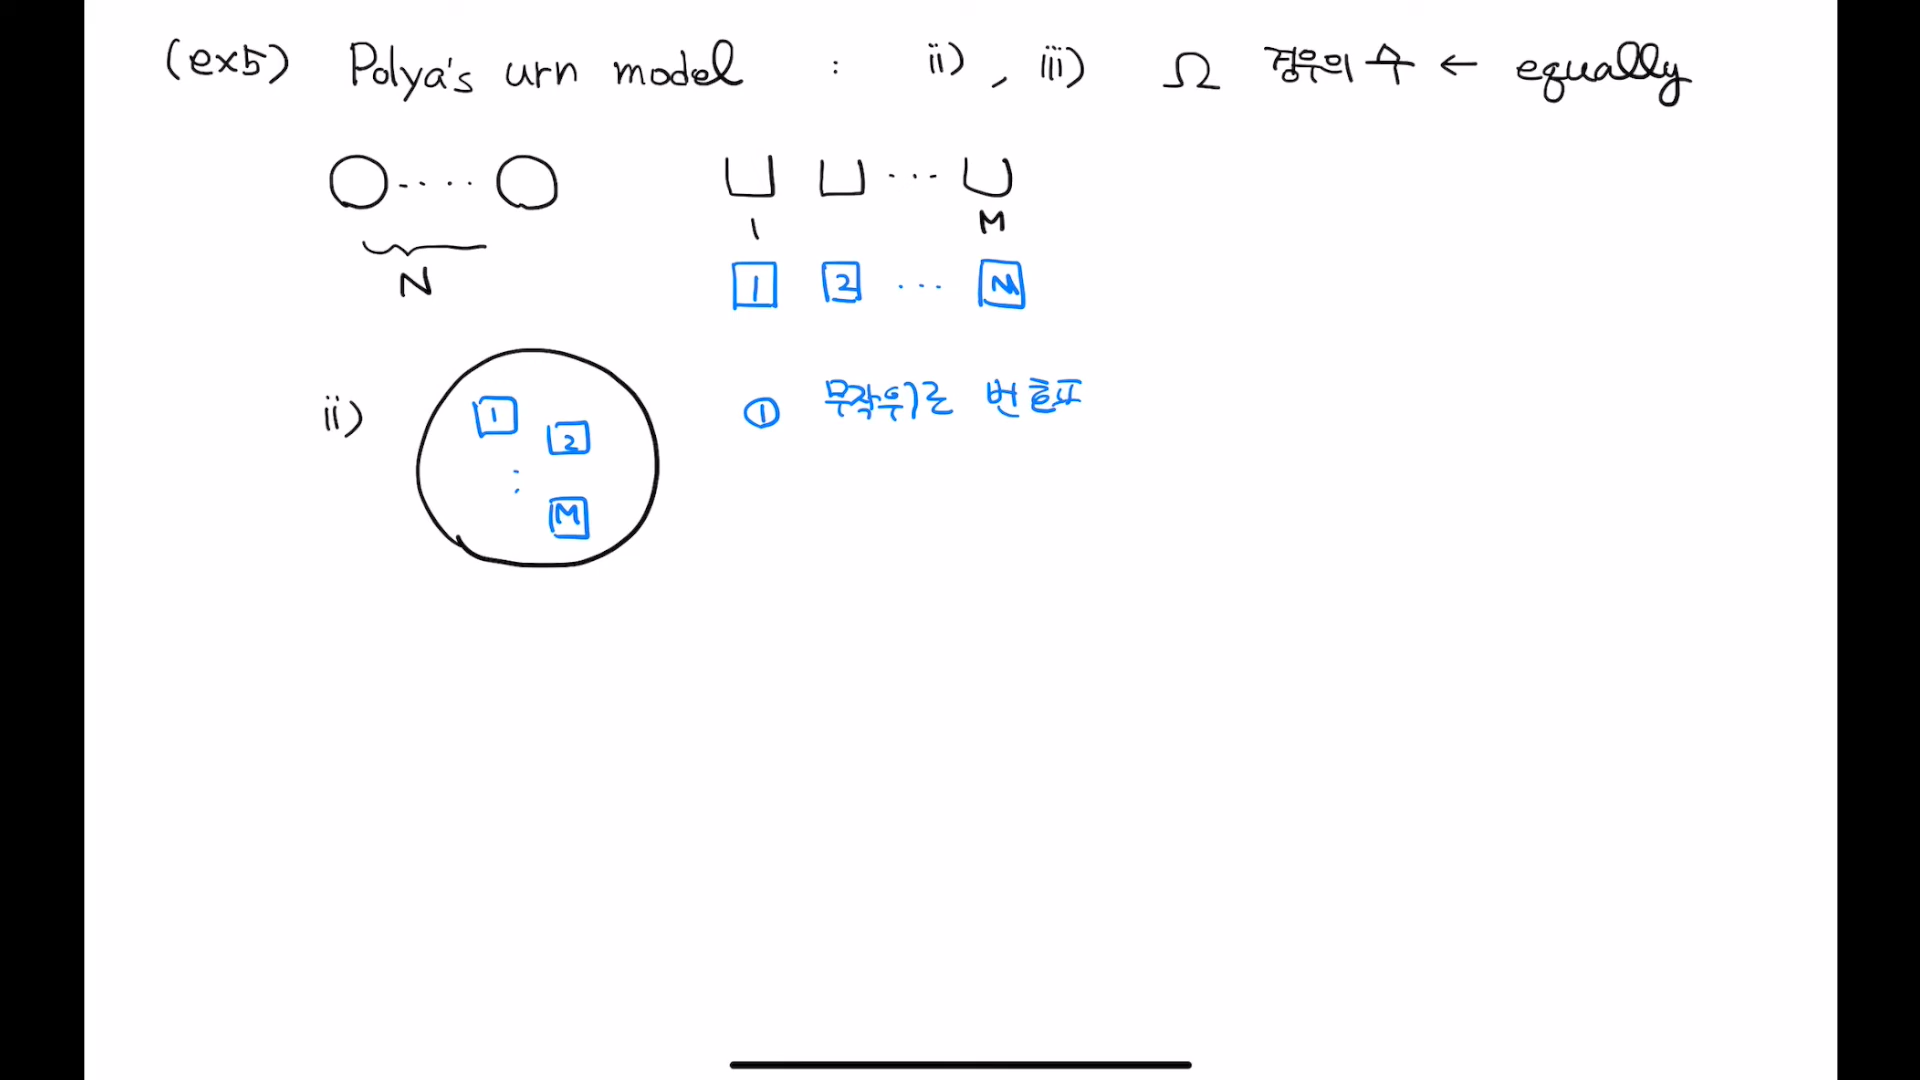 (ex5) Polya's urn model : ii), iii) Ω 경우의 수 ← equally
1 M
N
1 2 ... M
ii)
1
2
M
① 무작위로 번호표